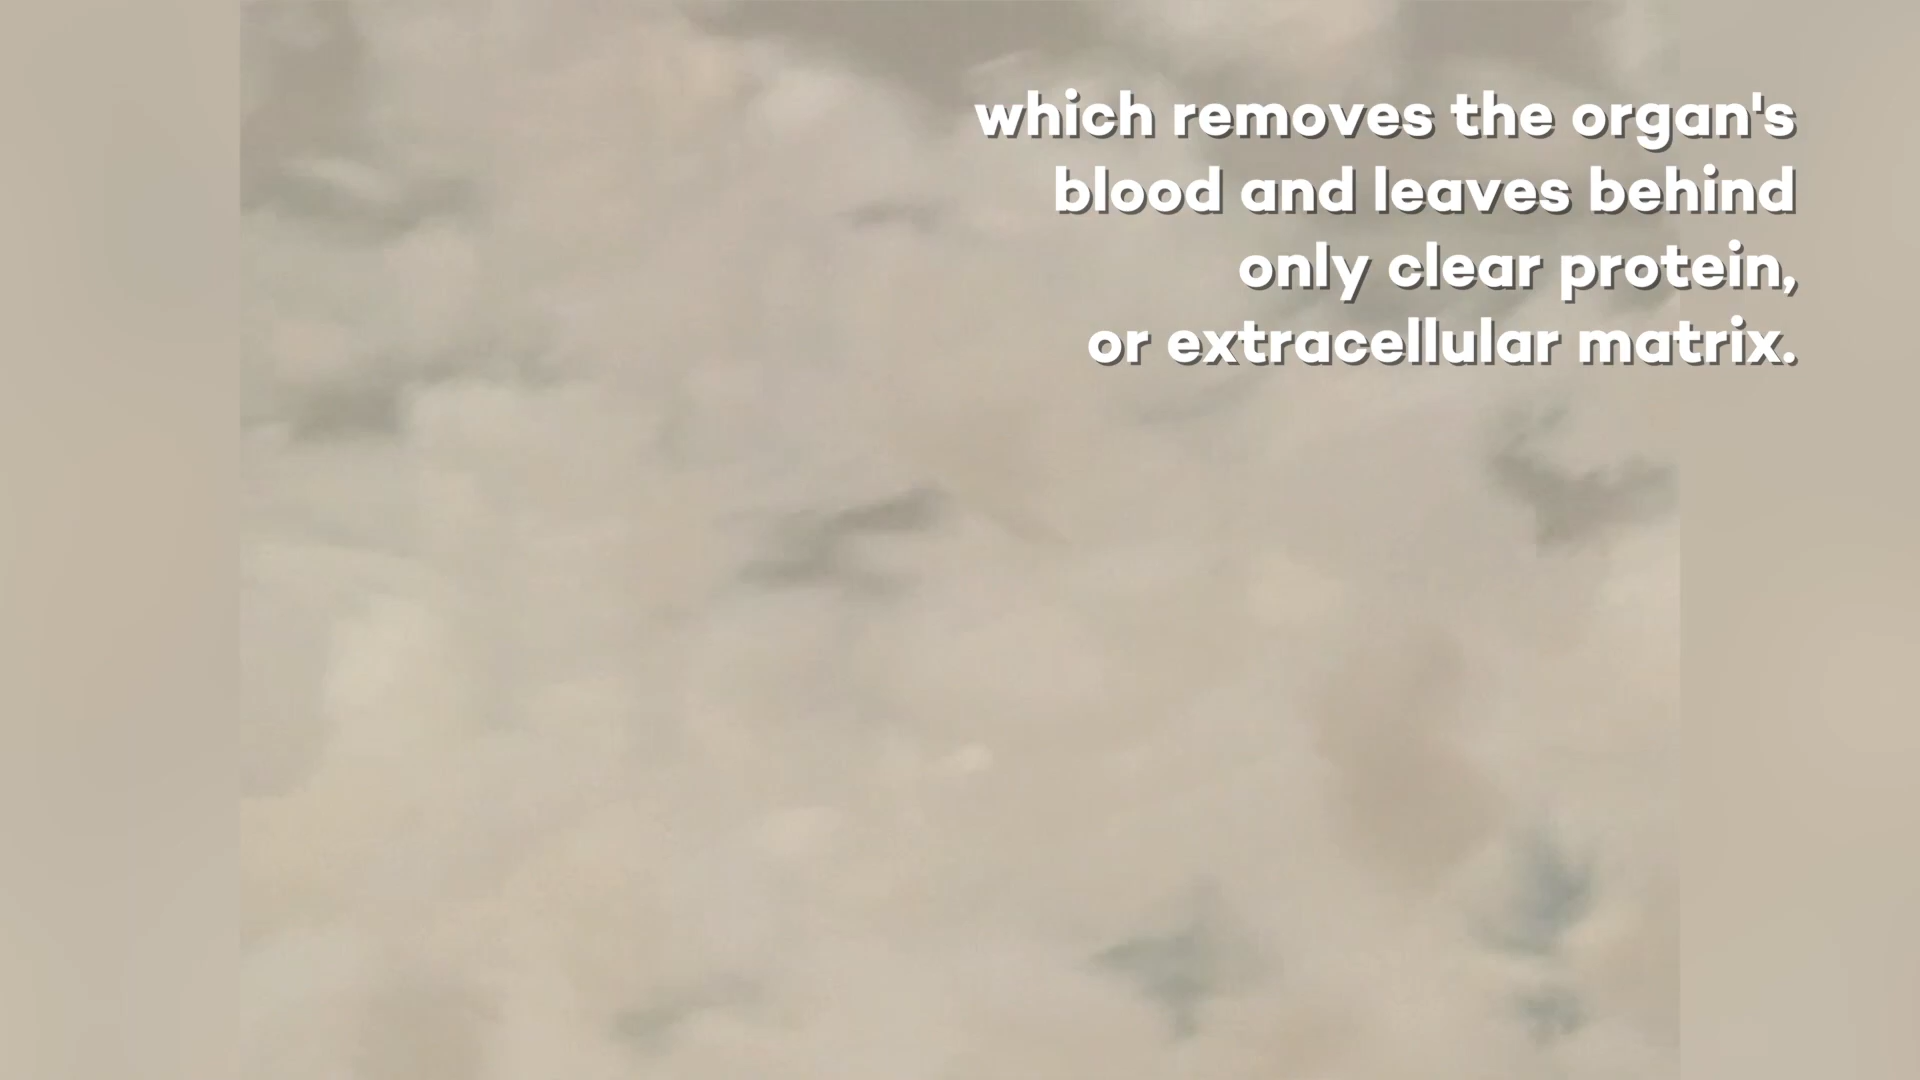 which removes the organ's
blood and leaves behind
only clear protein,
or extracellular matrix.